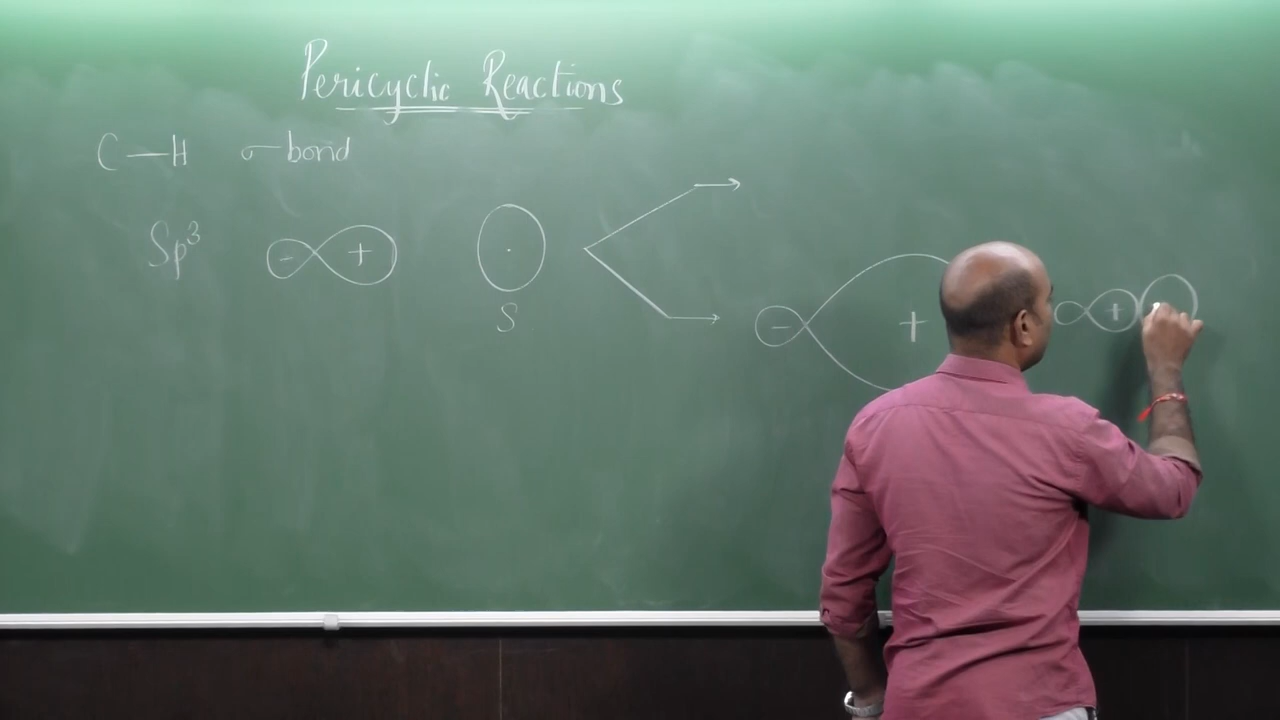 Pericyclic Reactions
C—H σ-bond
Sp³ - +
S
- +
+